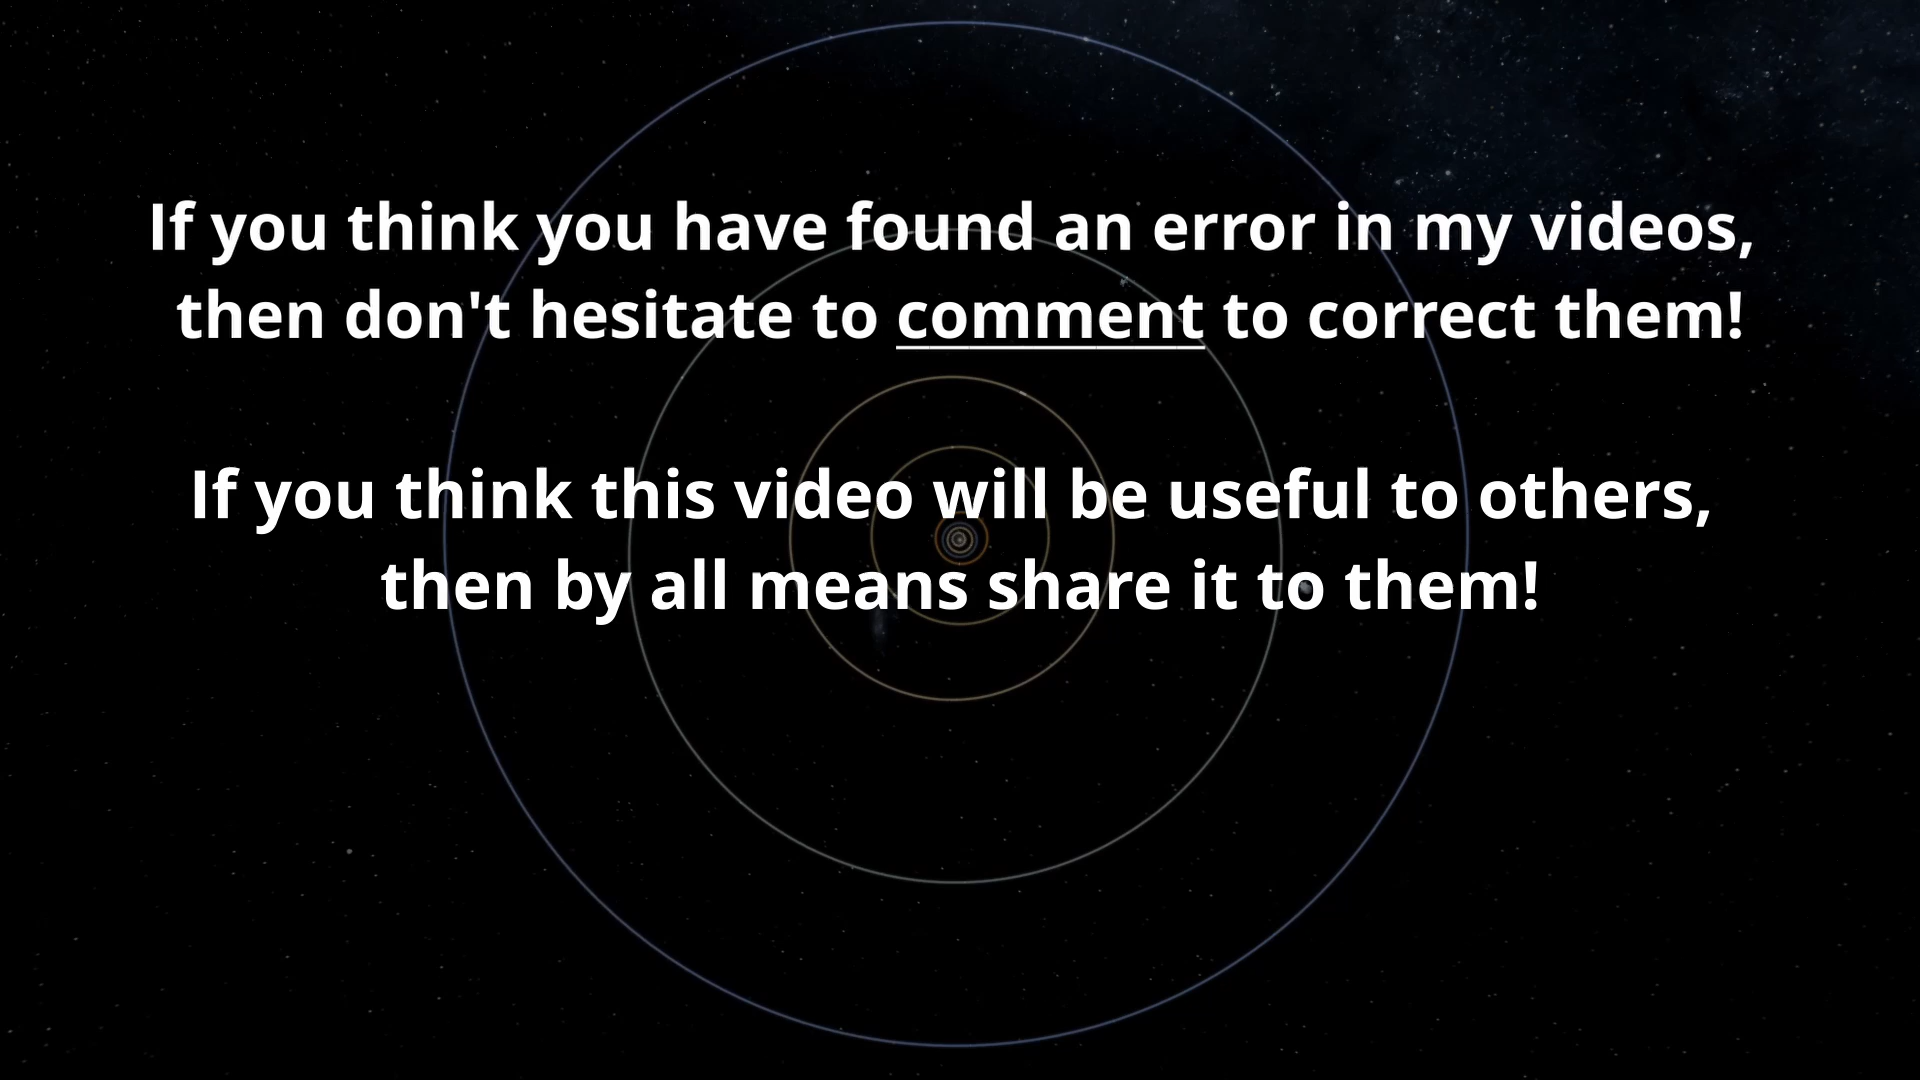 If you think you have found an error in my videos,
then don't hesitate to comment to correct them!
If you think this video will be useful to others,
then by all means share it to them!